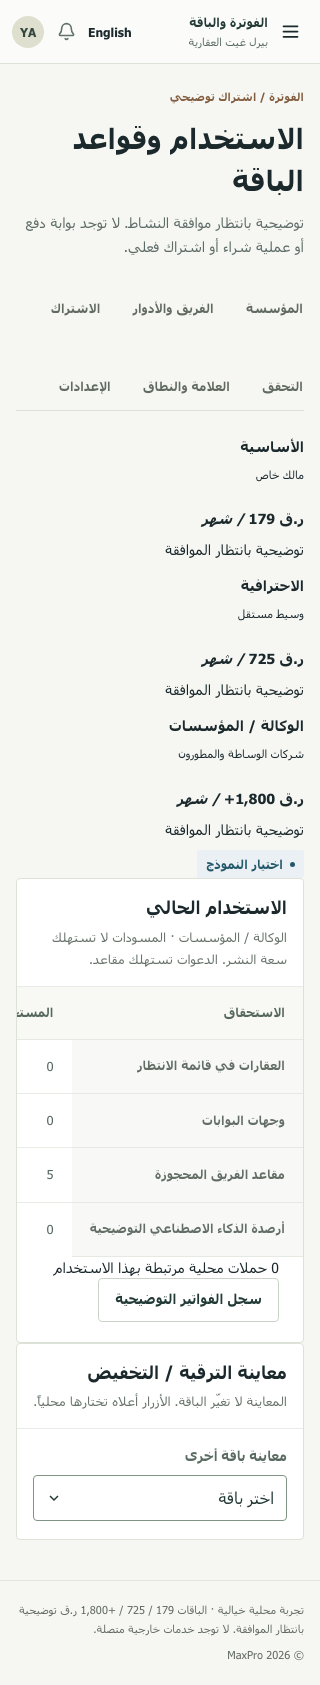 الفوترة والباقة
بيرل غيت العقارية
English
YA
الفوترة / اشتراك توضيحي
الاستخدام وقواعد
الباقة
توضيحية بانتظار موافقة النشاط. لا توجد بوابة دفع
أو عملية شراء أو اشتراك فعلي.
المؤسسة
الفريق والأدوار
الاشتراك
التحقق
العلامة والنطاق
الإعدادات
الأساسية
مالك خاص
ر.ق 179 / شهر
توضيحية بانتظار الموافقة
الاحترافية
وسيط مستقل
ر.ق 725 / شهر
توضيحية بانتظار الموافقة
الوكالة / المؤسسات
شركات الوساطة والمطورون
ر.ق 1,800+ / شهر
توضيحية بانتظار الموافقة
اختيار النموذج
الاستخدام الحالي
الوكالة / المؤسسات · المسودات لا تستهلك
سعة النشر. الدعوات تستهلك مقاعد.
الاستحقاق
العقارات في قائمة الانتظار 0
وجهات البوابات 0
مقاعد الفريق المحجوزة 5
أرصدة الذكاء الاصطناعي التوضيحية 0
0 حملات محلية مرتبطة بهذا الاستخدام
سجل الفواتير التوضيحية
معاينة الترقية / التخفيض
المعاينة لا تغيّر الباقة. الأزرار أعلاه تختارها محلياً.
معاينة باقة أخرى
اختر باقة
تجربة محلية خيالية · الباقات 179 / 725 / 1,800+ ر.ق توضيحية
بانتظار الموافقة. لا توجد خدمات خارجية متصلة.
© 2026 MaxPro